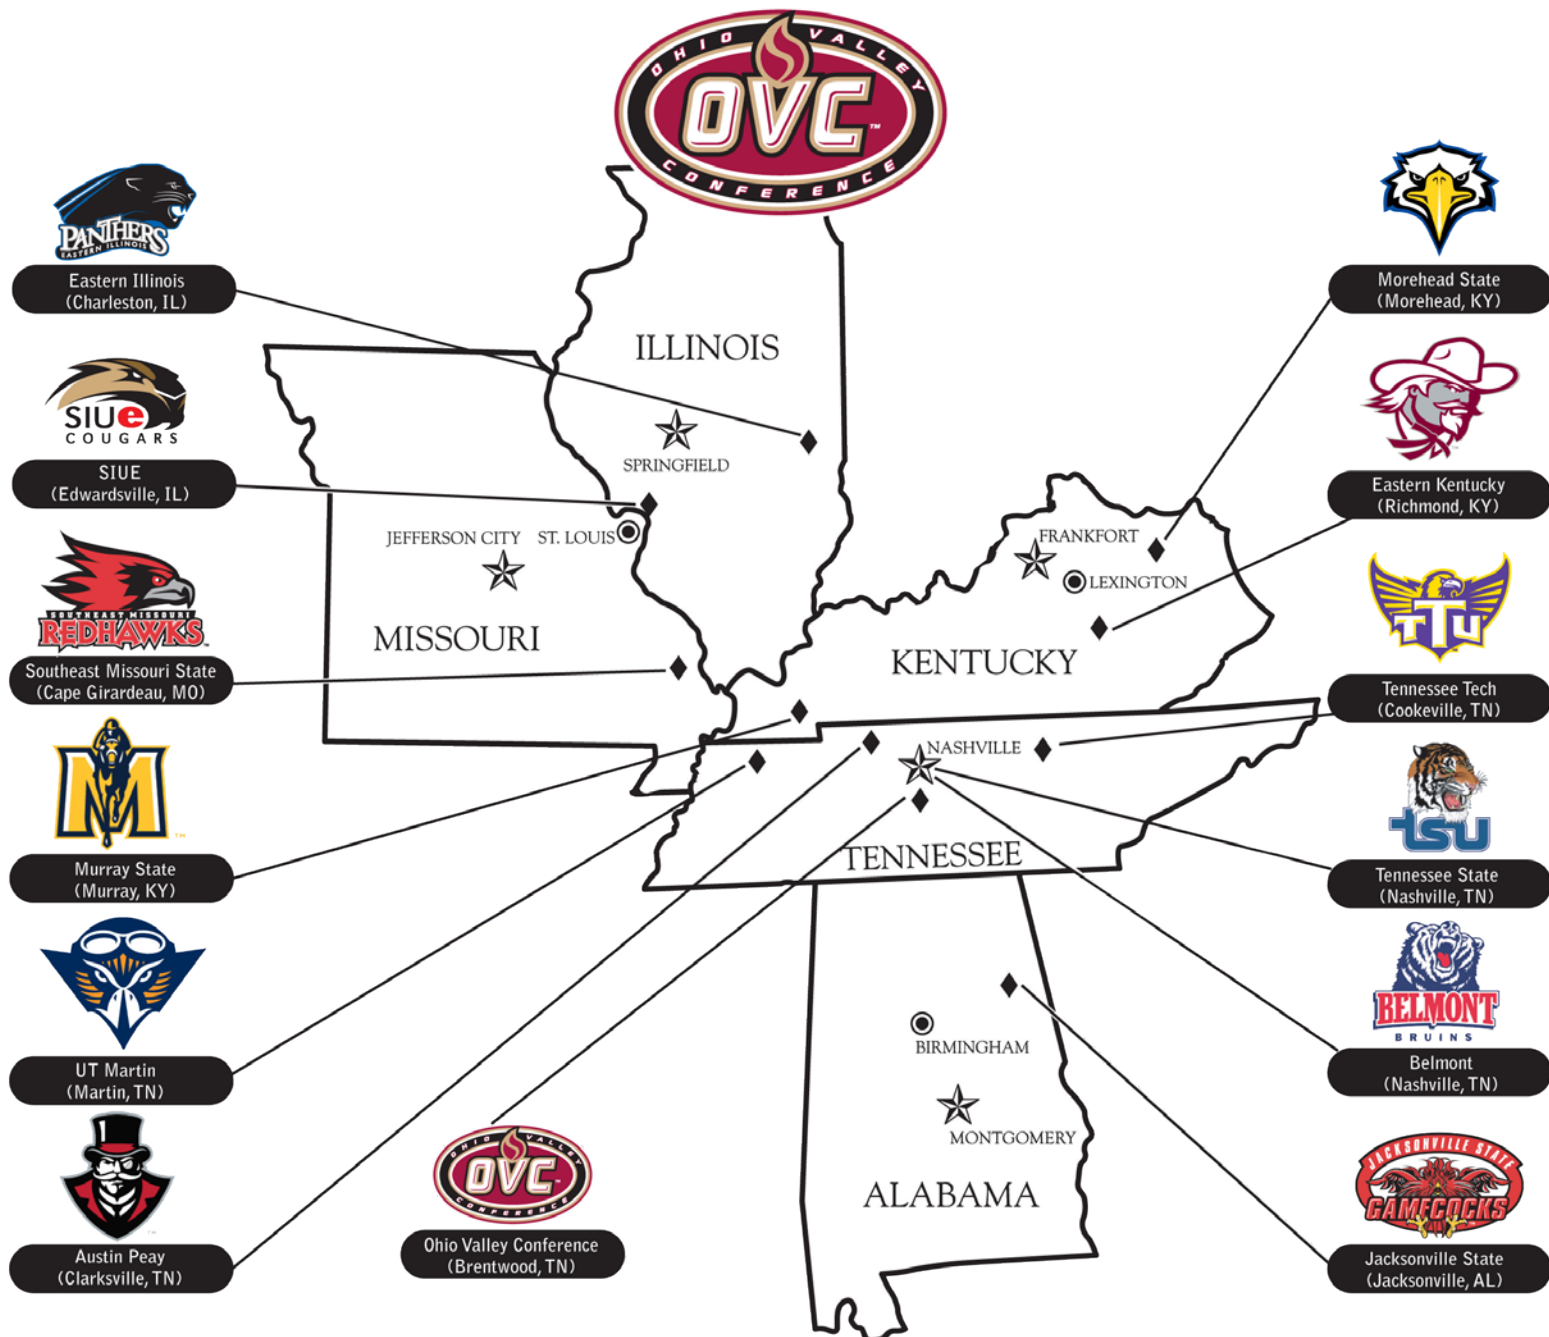 OHIO VALLEY
OVC™
CONFERENCE
PANTHERS
EASTERN ILLINOIS
Eastern Illinois
(Charleston, IL)
SIUe
COUGARS
SIUE
(Edwardsville, IL)
SOUTHEAST MISSOURI
REDHAWKS
Southeast Missouri State
(Cape Girardeau, MO)
M
TM
Murray State
(Murray, KY)
UT Martin
(Martin, TN)
Austin Peay
(Clarksville, TN)
ILLINOIS
SPRINGFIELD
JEFFERSON CITY
ST. LOUIS
MISSOURI
FRANKFORT
LEXINGTON
KENTUCKY
NASHVILLE
TENNESSEE
BIRMINGHAM
MONTGOMERY
ALABAMA
OHIO VALLEY
OVC
CONFERENCE
Ohio Valley Conference
(Brentwood, TN)
Morehead State
(Morehead, KY)
Eastern Kentucky
(Richmond, KY)
TTU
Tennessee Tech
(Cookeville, TN)
tsu
Tennessee State
(Nashville, TN)
BELMONT
BRUINS
Belmont
(Nashville, TN)
JACKSONVILLE STATE
GAMECOCKS
Jacksonville State
(Jacksonville, AL)